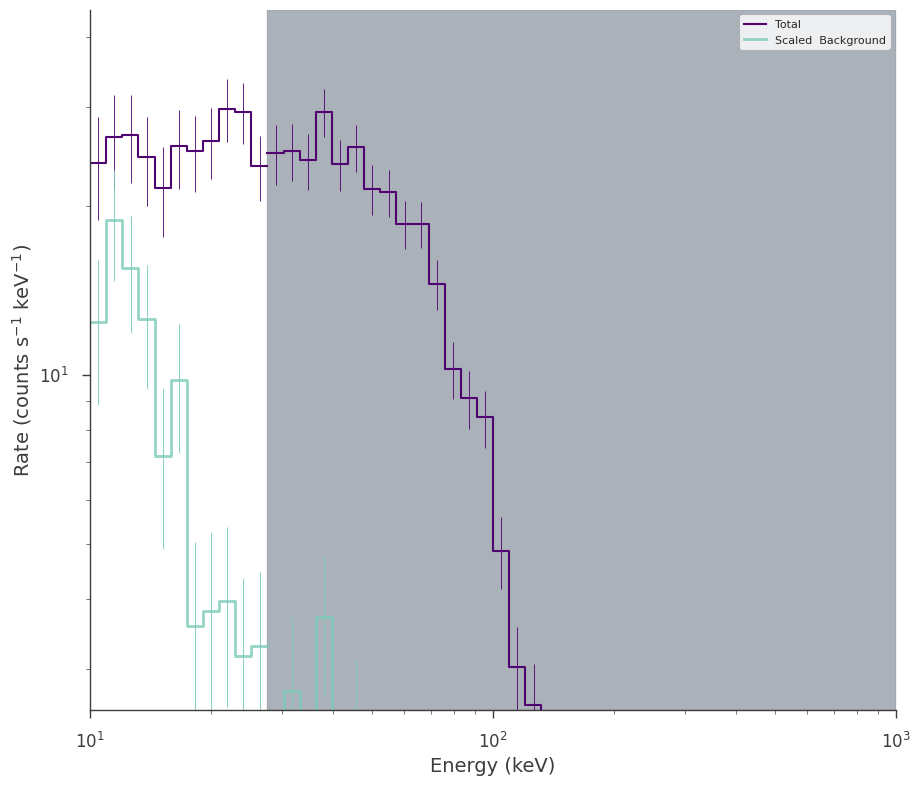 Total
Scaled  Background
Rate (counts s⁻¹ keV⁻¹)
10¹
10¹
10²
10³
Energy (keV)